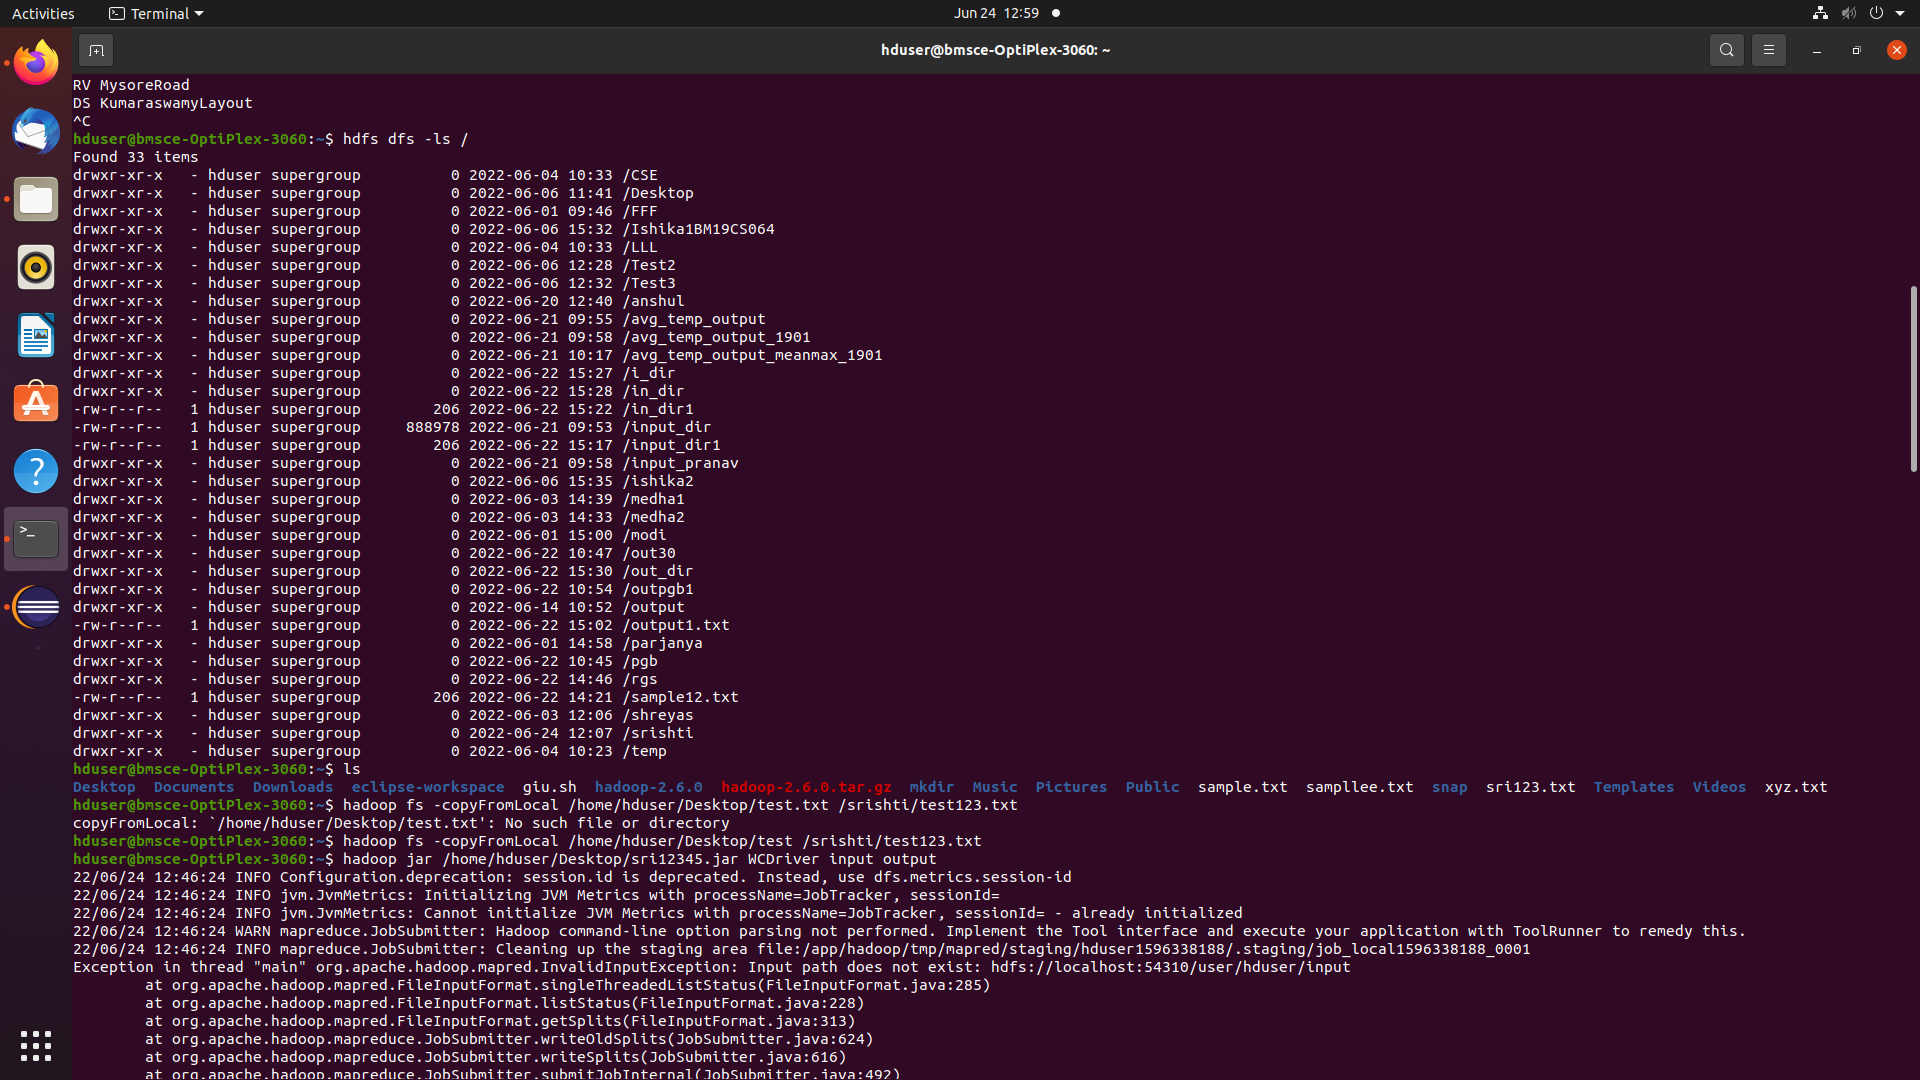 Activities Terminal Jun 24 12:59
hduser@bmsce-OptiPlex-3060: ~
RV MysoreRoad
DS KumaraswamyLayout
^C
hduser@bmsce-OptiPlex-3060:~$ hdfs dfs -ls /
Found 33 items
drwxr-xr-x   - hduser supergroup          0 2022-06-04 10:33 /CSE
drwxr-xr-x   - hduser supergroup          0 2022-06-06 11:41 /Desktop
drwxr-xr-x   - hduser supergroup          0 2022-06-01 09:46 /FFF
drwxr-xr-x   - hduser supergroup          0 2022-06-06 15:32 /Ishika1BM19CS064
drwxr-xr-x   - hduser supergroup          0 2022-06-04 10:33 /LLL
drwxr-xr-x   - hduser supergroup          0 2022-06-06 12:28 /Test2
drwxr-xr-x   - hduser supergroup          0 2022-06-06 12:32 /Test3
drwxr-xr-x   - hduser supergroup          0 2022-06-20 12:40 /anshul
drwxr-xr-x   - hduser supergroup          0 2022-06-21 09:55 /avg_temp_output
drwxr-xr-x   - hduser supergroup          0 2022-06-21 09:58 /avg_temp_output_1901
drwxr-xr-x   - hduser supergroup          0 2022-06-21 10:17 /avg_temp_output_meanmax_1901
drwxr-xr-x   - hduser supergroup          0 2022-06-22 15:27 /i_dir
drwxr-xr-x   - hduser supergroup          0 2022-06-22 15:28 /in_dir
-rw-r--r--   1 hduser supergroup        206 2022-06-22 15:22 /in_dir1
-rw-r--r--   1 hduser supergroup     888978 2022-06-21 09:53 /input_dir
-rw-r--r--   1 hduser supergroup        206 2022-06-22 15:17 /input_dir1
drwxr-xr-x   - hduser supergroup          0 2022-06-21 09:58 /input_pranav
drwxr-xr-x   - hduser supergroup          0 2022-06-06 15:35 /ishika2
drwxr-xr-x   - hduser supergroup          0 2022-06-03 14:39 /medha1
drwxr-xr-x   - hduser supergroup          0 2022-06-03 14:33 /medha2
drwxr-xr-x   - hduser supergroup          0 2022-06-01 15:00 /modi
drwxr-xr-x   - hduser supergroup          0 2022-06-22 10:47 /out30
drwxr-xr-x   - hduser supergroup          0 2022-06-22 15:30 /out_dir
drwxr-xr-x   - hduser supergroup          0 2022-06-22 10:54 /outpgb1
drwxr-xr-x   - hduser supergroup          0 2022-06-14 10:52 /output
-rw-r--r--   1 hduser supergroup          0 2022-06-22 15:02 /output1.txt
drwxr-xr-x   - hduser supergroup          0 2022-06-01 14:58 /parjanya
drwxr-xr-x   - hduser supergroup          0 2022-06-22 10:45 /pgb
drwxr-xr-x   - hduser supergroup          0 2022-06-22 14:46 /rgs
-rw-r--r--   1 hduser supergroup        206 2022-06-22 14:21 /sample12.txt
drwxr-xr-x   - hduser supergroup          0 2022-06-03 12:06 /shreyas
drwxr-xr-x   - hduser supergroup          0 2022-06-24 12:07 /srishti
drwxr-xr-x   - hduser supergroup          0 2022-06-04 10:23 /temp
hduser@bmsce-OptiPlex-3060:~$ ls
Desktop  Documents  Downloads  eclipse-workspace  giu.sh  hadoop-2.6.0  hadoop-2.6.0.tar.gz  mkdir  Music  Pictures  Public  sample.txt  sampllee.txt  snap  sri123.txt  Templates  Videos  xyz.txt
hduser@bmsce-OptiPlex-3060:~$ hadoop fs -copyFromLocal /home/hduser/Desktop/test.txt /srishti/test123.txt
copyFromLocal: `/home/hduser/Desktop/test.txt': No such file or directory
hduser@bmsce-OptiPlex-3060:~$ hadoop fs -copyFromLocal /home/hduser/Desktop/test /srishti/test123.txt
hduser@bmsce-OptiPlex-3060:~$ hadoop jar /home/hduser/Desktop/sri12345.jar WCDriver input output
22/06/24 12:46:24 INFO Configuration.deprecation: session.id is deprecated. Instead, use dfs.metrics.session-id
22/06/24 12:46:24 INFO jvm.JvmMetrics: Initializing JVM Metrics with processName=JobTracker, sessionId=
22/06/24 12:46:24 INFO jvm.JvmMetrics: Cannot initialize JVM Metrics with processName=JobTracker, sessionId= - already initialized
22/06/24 12:46:24 WARN mapreduce.JobSubmitter: Hadoop command-line option parsing not performed. Implement the Tool interface and execute your application with ToolRunner to remedy this.
22/06/24 12:46:24 INFO mapreduce.JobSubmitter: Cleaning up the staging area file:/app/hadoop/tmp/mapred/staging/hduser1596338188/.staging/job_local1596338188_0001
Exception in thread "main" org.apache.hadoop.mapred.InvalidInputException: Input path does not exist: hdfs://localhost:54310/user/hduser/input
        at org.apache.hadoop.mapred.FileInputFormat.singleThreadedListStatus(FileInputFormat.java:285)
        at org.apache.hadoop.mapred.FileInputFormat.listStatus(FileInputFormat.java:228)
        at org.apache.hadoop.mapred.FileInputFormat.getSplits(FileInputFormat.java:313)
        at org.apache.hadoop.mapreduce.JobSubmitter.writeOldSplits(JobSubmitter.java:624)
        at org.apache.hadoop.mapreduce.JobSubmitter.writeSplits(JobSubmitter.java:616)
        at org.apache.hadoop.mapreduce.JobSubmitter.submitJobInternal(JobSubmitter.java:492)